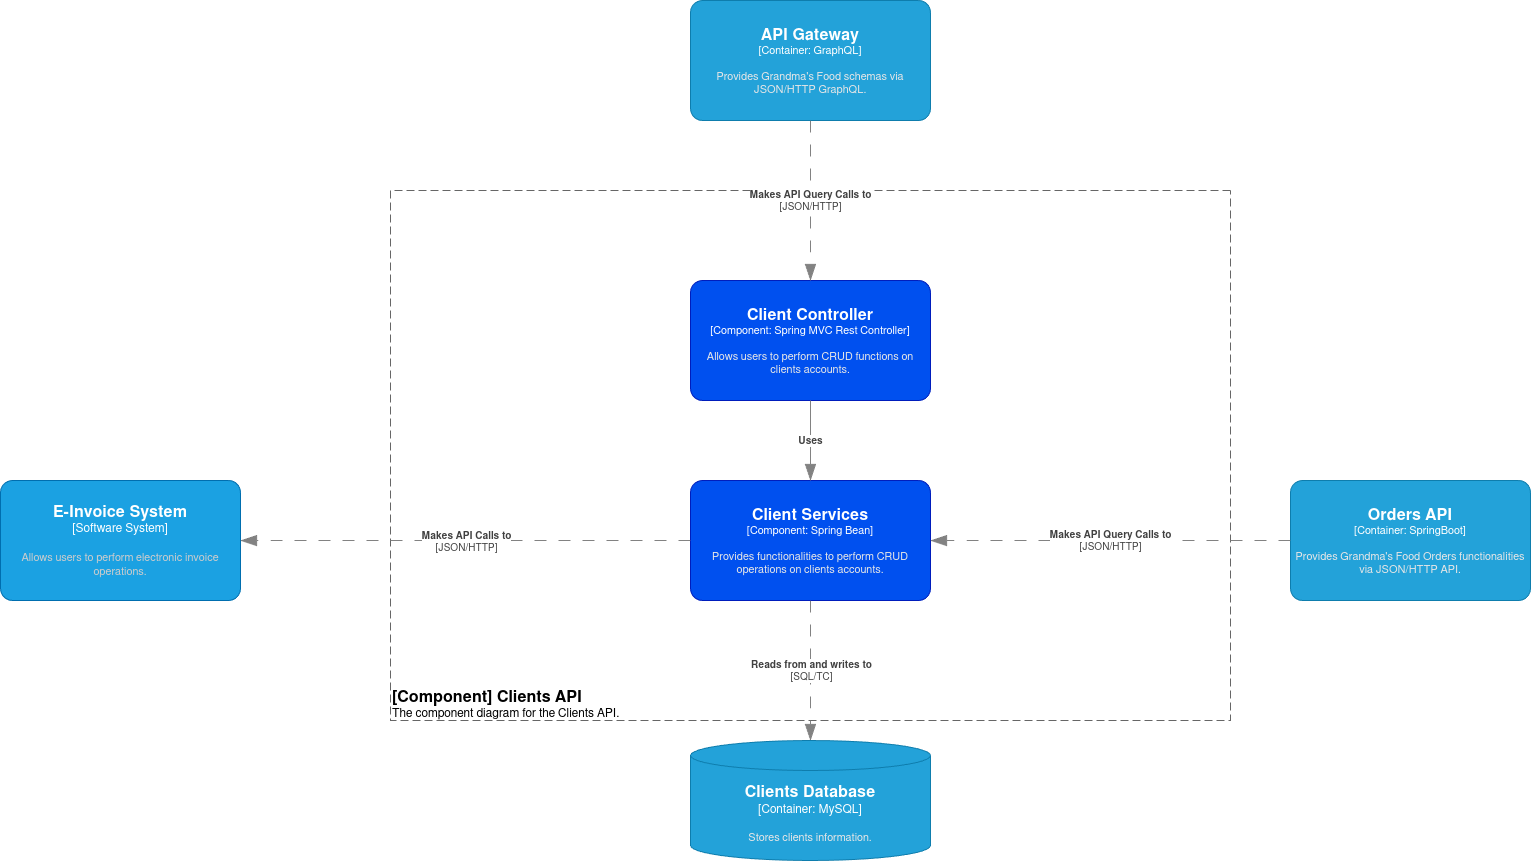 API Gateway
[Container: GraphQL]
Provides Grandma's Food schemas via
JSON/HTTP GraphQL.
Makes API Query Calls to
[JSON/HTTP]
Client Controller
[Component: Spring MVC Rest Controller]
Allows users to perform CRUD functions on
clients accounts.
Uses
E-Invoice System
[Software System]
Allows users to perform electronic invoice
operations.
Makes API Calls to
[JSON/HTTP]
Client Services
[Component: Spring Bean]
Provides functionalities to perform CRUD
operations on clients accounts.
Makes API Query Calls to
[JSON/HTTP]
Orders API
[Container: SpringBoot]
Provides Grandma's Food Orders functionalities
via JSON/HTTP API.
Reads from and writes to
[SQL/TC]
[Component] Clients API
The component diagram for the Clients API.
Clients Database
[Container: MySQL]
Stores clients information.